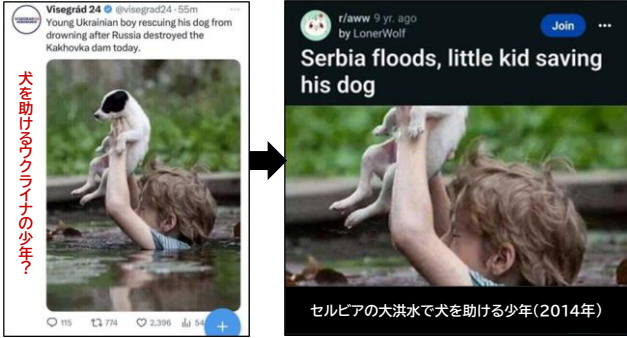 Visegrád 24 @visegrad24 · 55m
Young Ukrainian boy rescuing his dog from
drowning after Russia destroyed the
Kakhovka dam today.
犬を助けるウクライナの少年?
115 774 2,396 54
r/aww 9 yr. ago
by LonerWolf
Join
Serbia floods, little kid saving
his dog
セルビアの大洪水で犬を助ける少年(2014年)